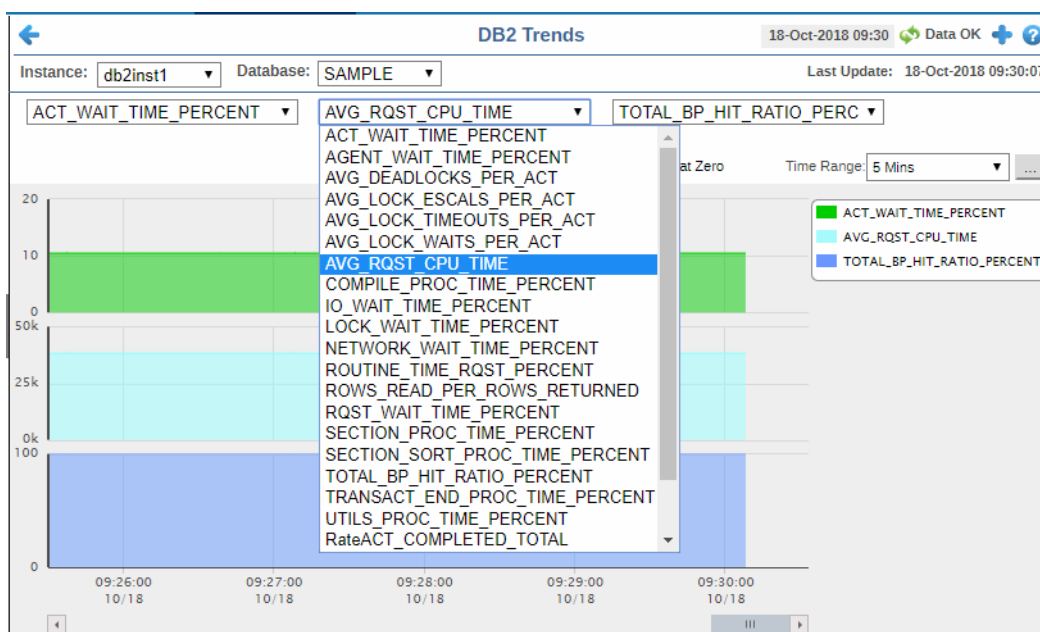 DB2 Trends
18-Oct-2018 09:30 Data OK
Instance: db2inst1 Database: SAMPLE Last Update: 18-Oct-2018 09:30:07
ACT_WAIT_TIME_PERCENT AVG_RQST_CPU_TIME TOTAL_BP_HIT_RATIO_PERC
ACT_WAIT_TIME_PERCENT
AGENT_WAIT_TIME_PERCENT
AVG_DEADLOCKS_PER_ACT
AVG_LOCK_ESCALS_PER_ACT
AVG_LOCK_TIMEOUTS_PER_ACT
AVG_LOCK_WAITS_PER_ACT
AVG_RQST_CPU_TIME
COMPILE_PROC_TIME_PERCENT
IO_WAIT_TIME_PERCENT
LOCK_WAIT_TIME_PERCENT
NETWORK_WAIT_TIME_PERCENT
ROUTINE_TIME_RQST_PERCENT
ROWS_READ_PER_ROWS_RETURNED
RQST_WAIT_TIME_PERCENT
SECTION_PROC_TIME_PERCENT
SECTION_SORT_PROC_TIME_PERCENT
TOTAL_BP_HIT_RATIO_PERCENT
TRANSACT_END_PROC_TIME_PERCENT
UTILS_PROC_TIME_PERCENT
RateACT_COMPLETED_TOTAL
at Zero Time Range: 5 Mins ...
20
10
0
50k
25k
0k
100
0
ACT_WAIT_TIME_PERCENT
AVG_RQST_CPU_TIME
TOTAL_BP_HIT_RATIO_PERCENT
09:26:00 09:27:00 09:28:00 09:29:00 09:30:00
10/18 10/18 10/18 10/18 10/18